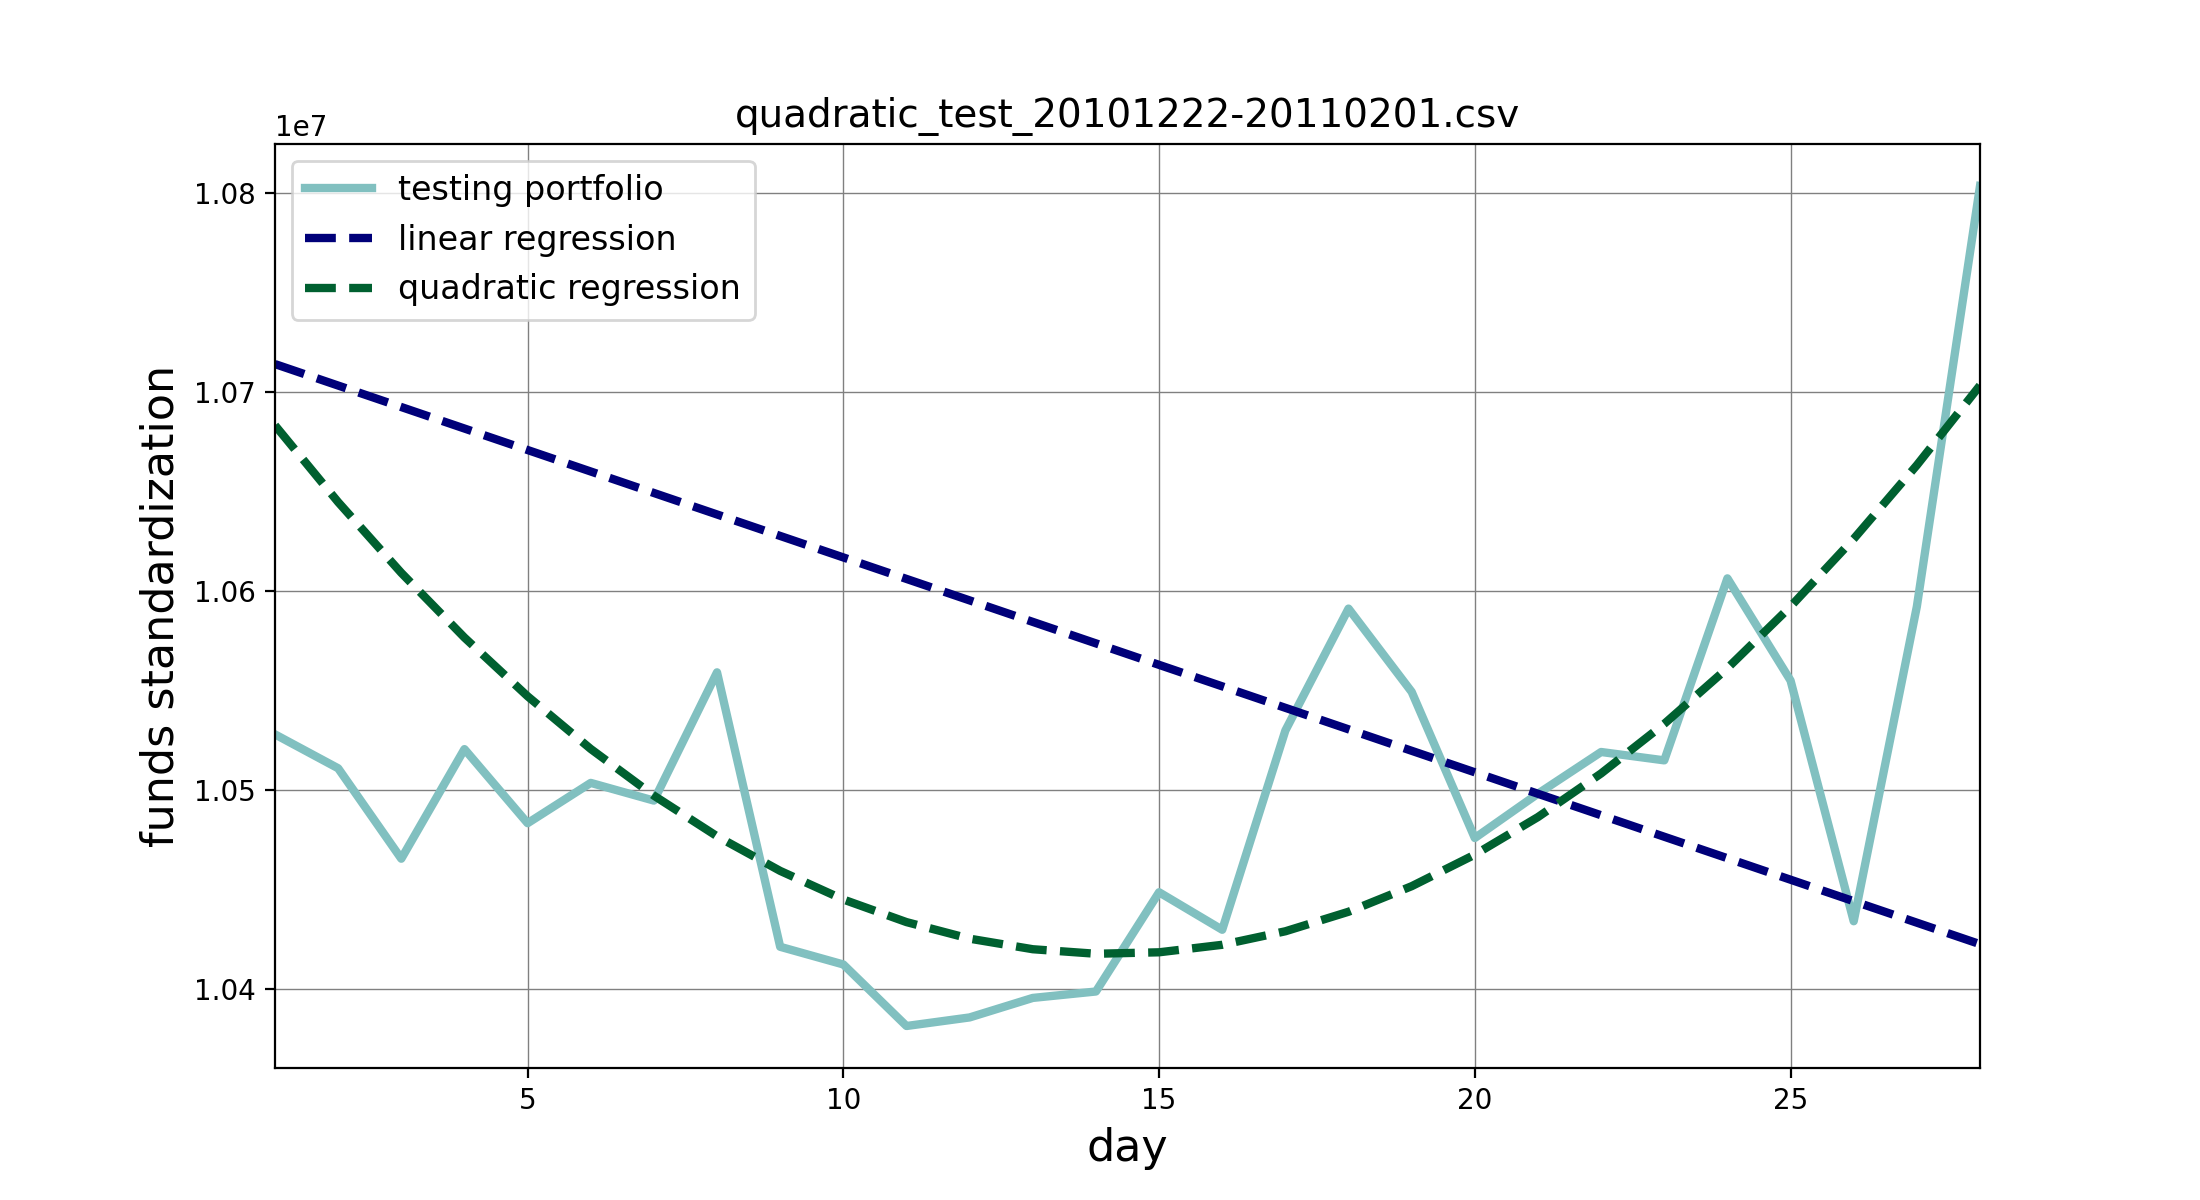 quadratic_test_20101222-20110201.csv
1e7
testing portfolio
linear regression
quadratic regression
funds standardization
1.08
1.07
1.06
1.05
1.04
5 10 15 20 25
day